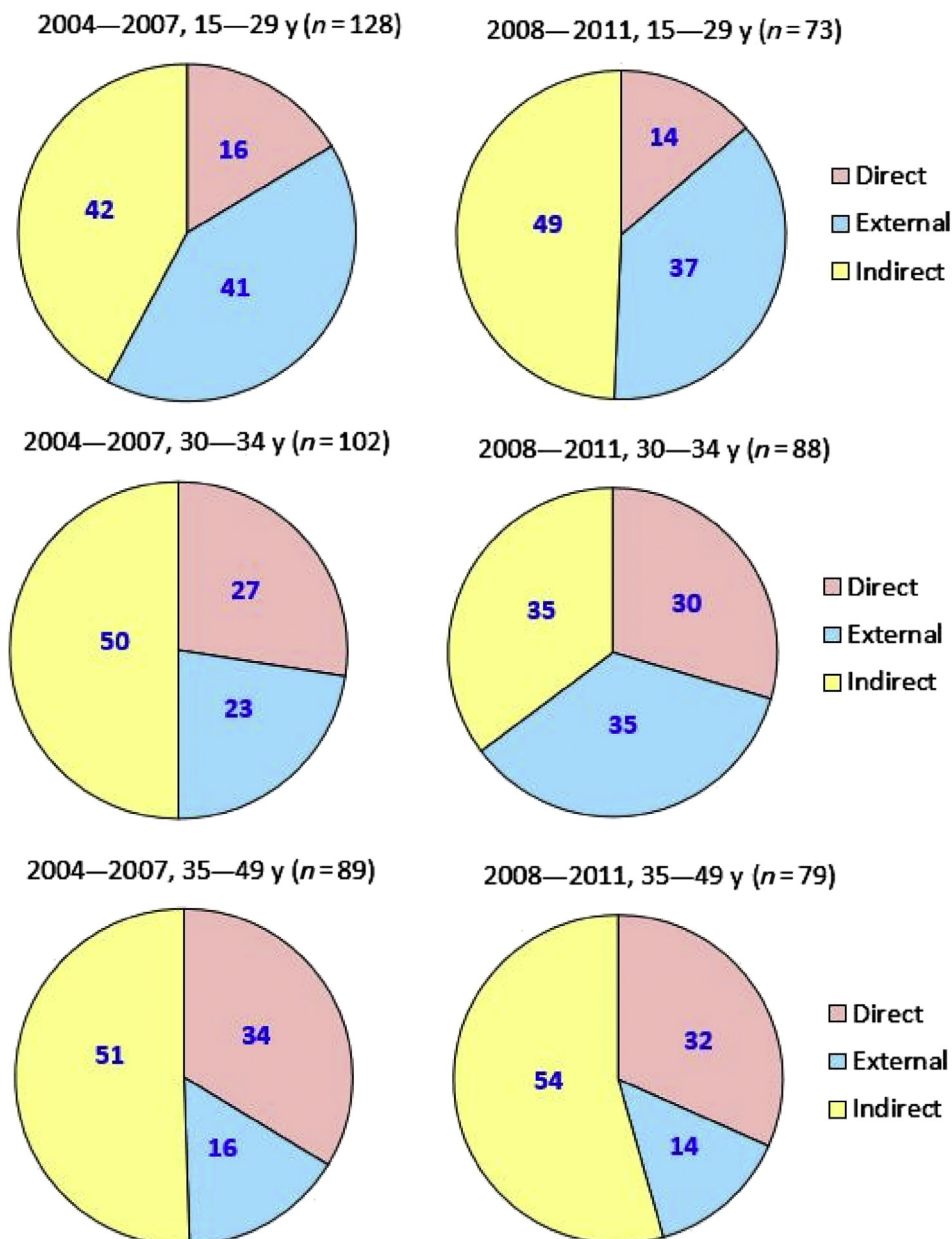 2004—2007, 15—29 y (n=128)
2008—2011, 15—29 y (n=73)
16
42
41
14
49
37
Direct
External
Indirect
2004—2007, 30—34 y (n=102)
2008—2011, 30—34 y (n=88)
27
50
23
30
35
35
Direct
External
Indirect
2004—2007, 35—49 y (n=89)
2008—2011, 35—49 y (n=79)
34
51
16
32
54
14
Direct
External
Indirect